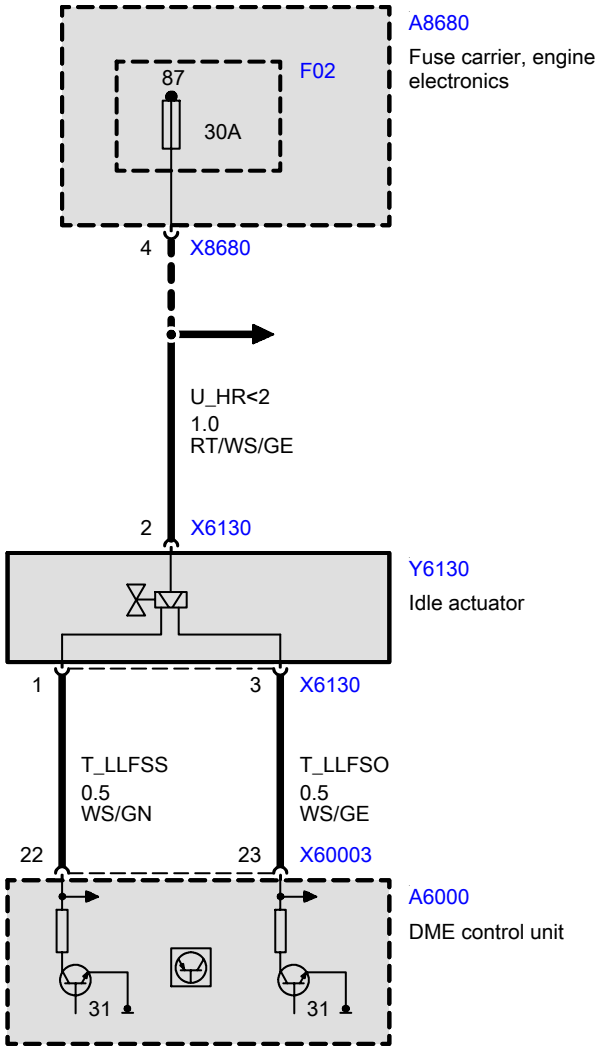 A8680
Fuse carrier, engine
electronics
F02
87
30A
4 X8680
U_HR<2
1.0
RT/WS/GE
2 X6130
Y6130
Idle actuator
1 3 X6130
T_LLFSS T_LLFSO
0.5 0.5
WS/GN WS/GE
22 23 X60003
A6000
DME control unit
31 31